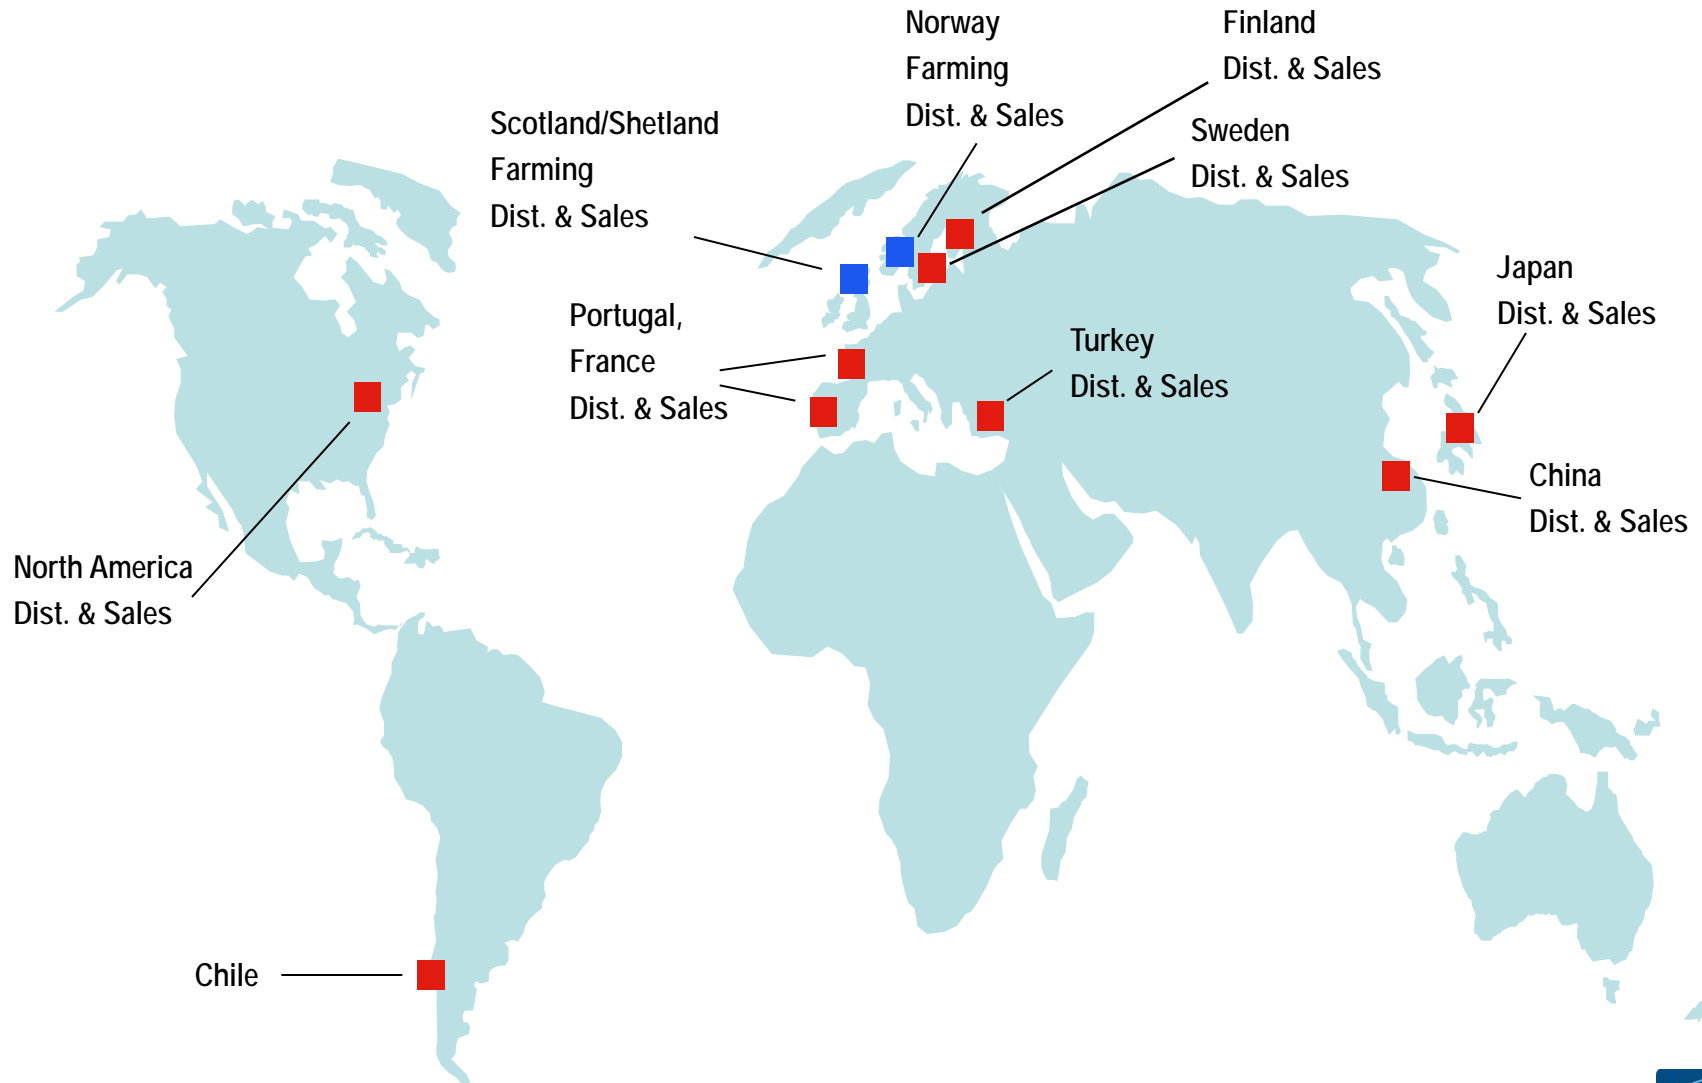 Norway
Farming
Dist. & Sales
Finland
Dist. & Sales
Scotland/Shetland
Farming
Dist. & Sales
Sweden
Dist. & Sales
Japan
Dist. & Sales
Portugal,
France
Dist. & Sales
Turkey
Dist. & Sales
China
Dist. & Sales
North America
Dist. & Sales
Chile